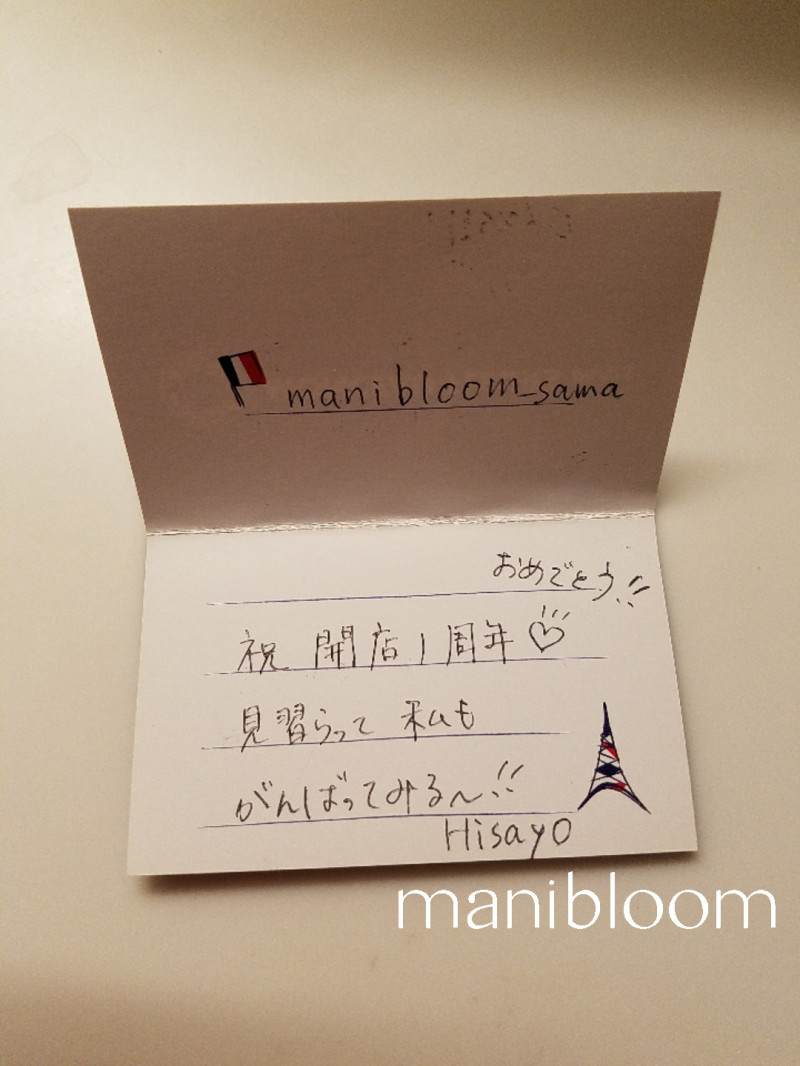 manibloom_sama
おめでとう!!
祝 開店1周年♡
見習らって 私も
がんばってみる〜!!
Hisayo
manibloom